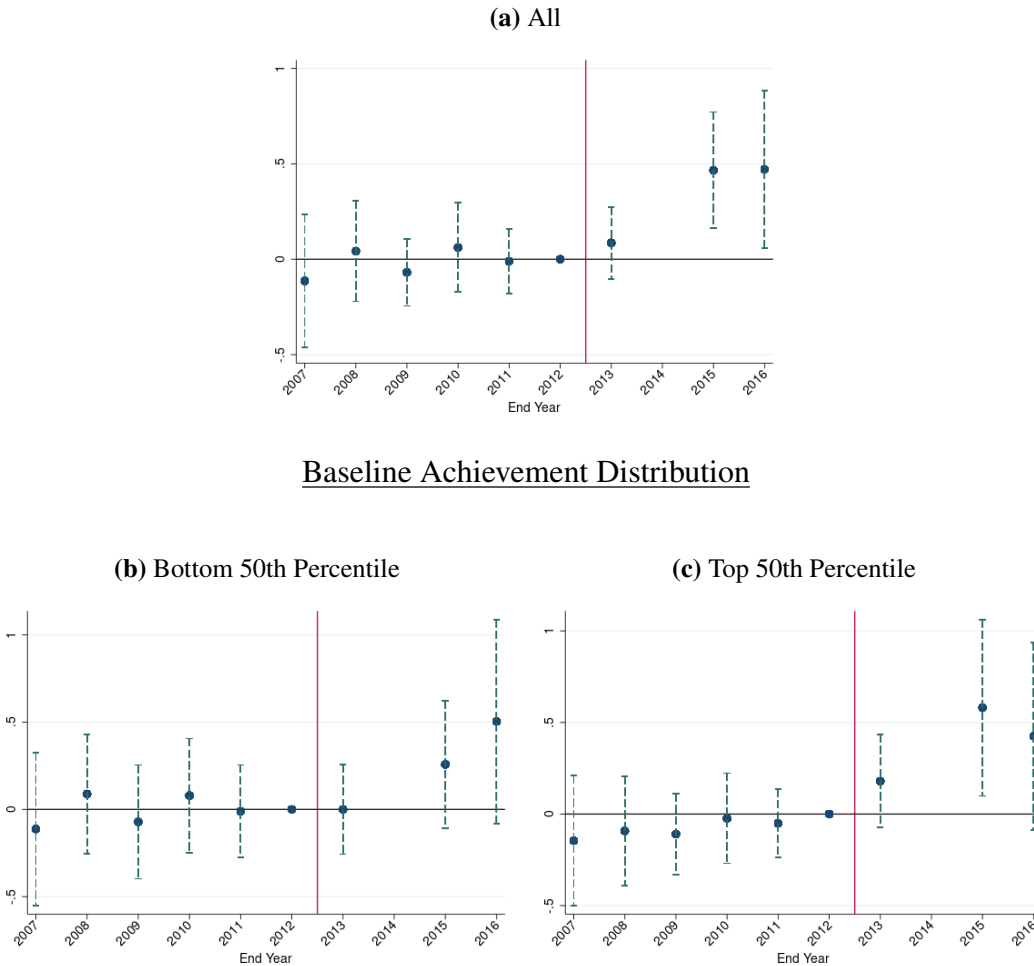 (a) All
1
.5
0
-.5
2007 2008 2009 2010 2011 2012 2013 2014 2015 2016
End Year
Baseline Achievement Distribution
(b) Bottom 50th Percentile
1
.5
0
-.5
2007 2008 2009 2010 2011 2012 2013 2014 2015 2016
End Year
(c) Top 50th Percentile
1
.5
0
-.5
2007 2008 2009 2010 2011 2012 2013 2014 2015 2016
End Year